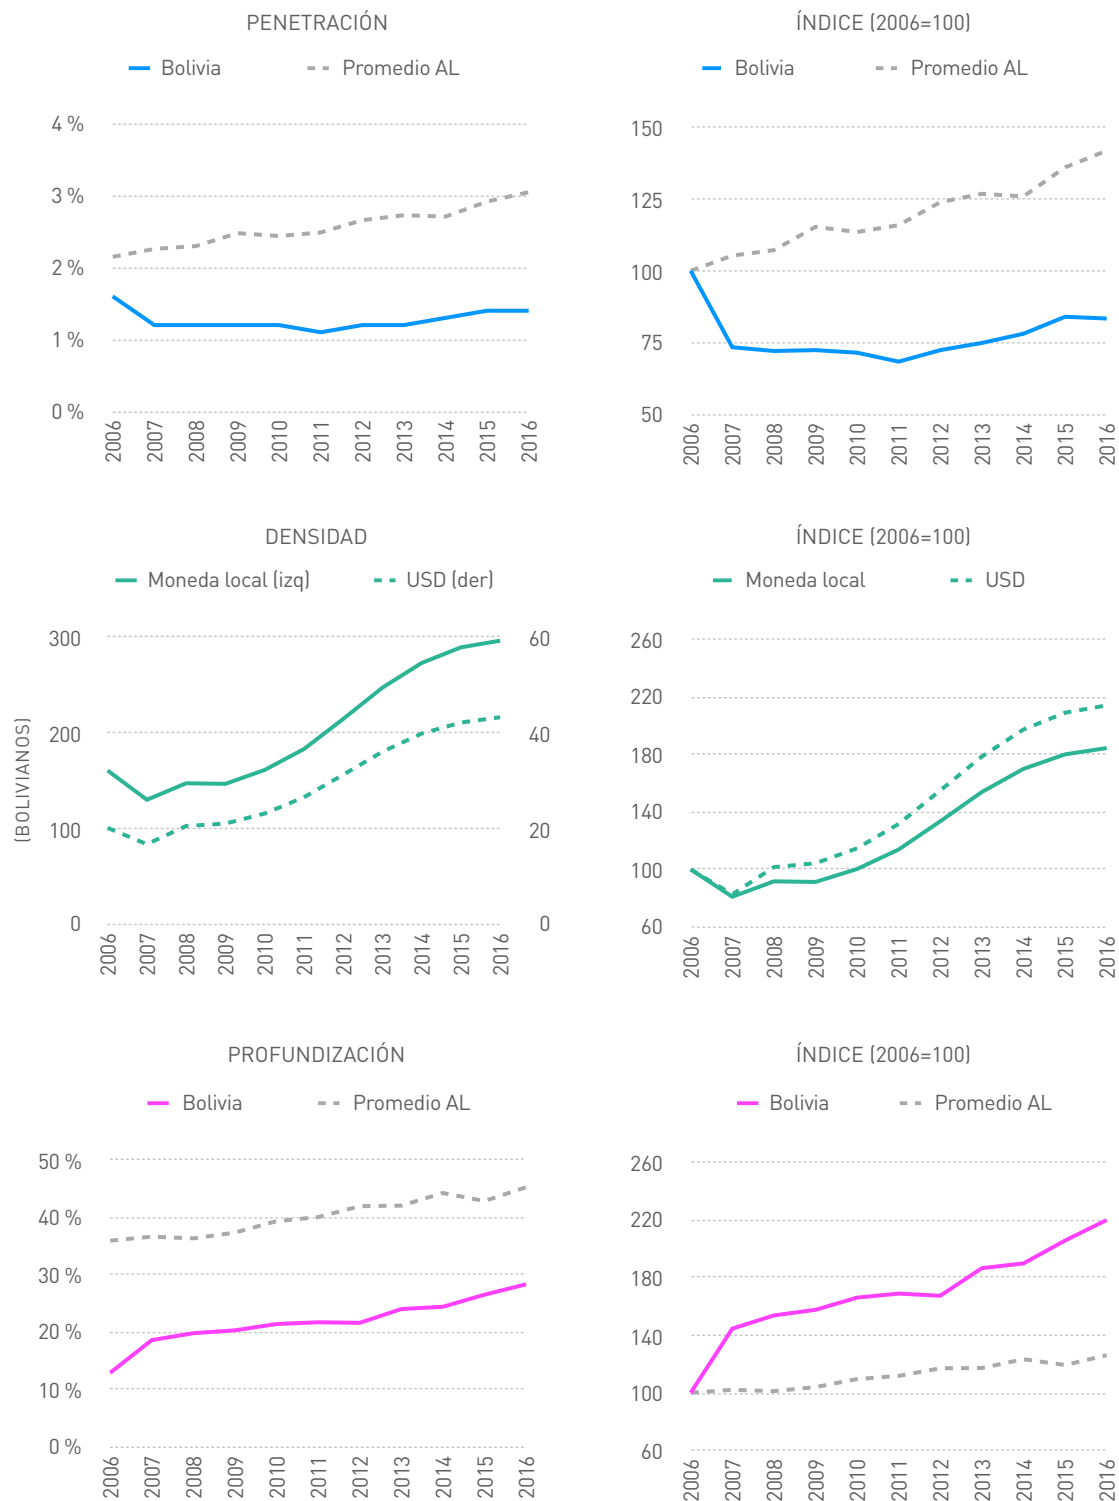 PENETRACIÓN
Bolivia Promedio AL
4 %
3 %
2 %
1 %
0 %
2006 2007 2008 2009 2010 2011 2012 2013 2014 2015 2016
ÍNDICE (2006=100)
Bolivia Promedio AL
150
125
100
75
50
2006 2007 2008 2009 2010 2011 2012 2013 2014 2015 2016
DENSIDAD
Moneda local (izq) USD (der)
(BOLIVIANOS)
300 60
200 40
100 20
0 0
2006 2007 2008 2009 2010 2011 2012 2013 2014 2015 2016
ÍNDICE (2006=100)
Moneda local USD
260
220
180
140
100
60
2006 2007 2008 2009 2010 2011 2012 2013 2014 2015 2016
PROFUNDIZACIÓN
Bolivia Promedio AL
50 %
40 %
30 %
20 %
10 %
0 %
2006 2007 2008 2009 2010 2011 2012 2013 2014 2015 2016
ÍNDICE (2006=100)
Bolivia Promedio AL
260
220
180
140
100
60
2006 2007 2008 2009 2010 2011 2012 2013 2014 2015 2016